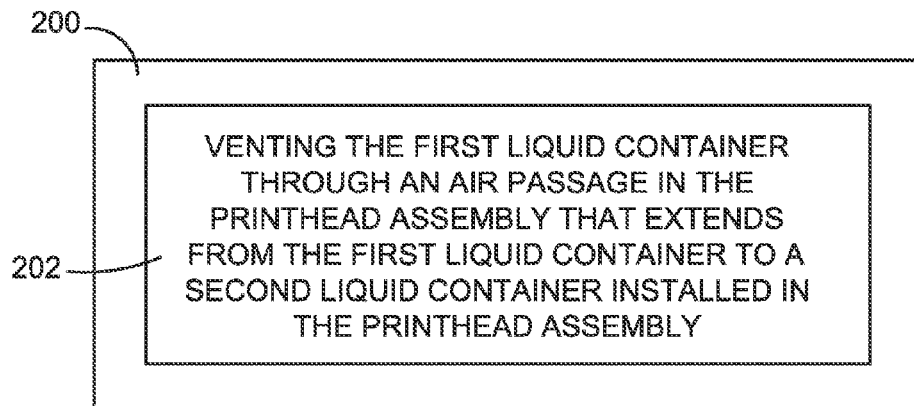 200
VENTING THE FIRST LIQUID CONTAINER
THROUGH AN AIR PASSAGE IN THE
PRINTHEAD ASSEMBLY THAT EXTENDS
FROM THE FIRST LIQUID CONTAINER TO A
202
SECOND LIQUID CONTAINER INSTALLED IN
THE PRINTHEAD ASSEMBLY